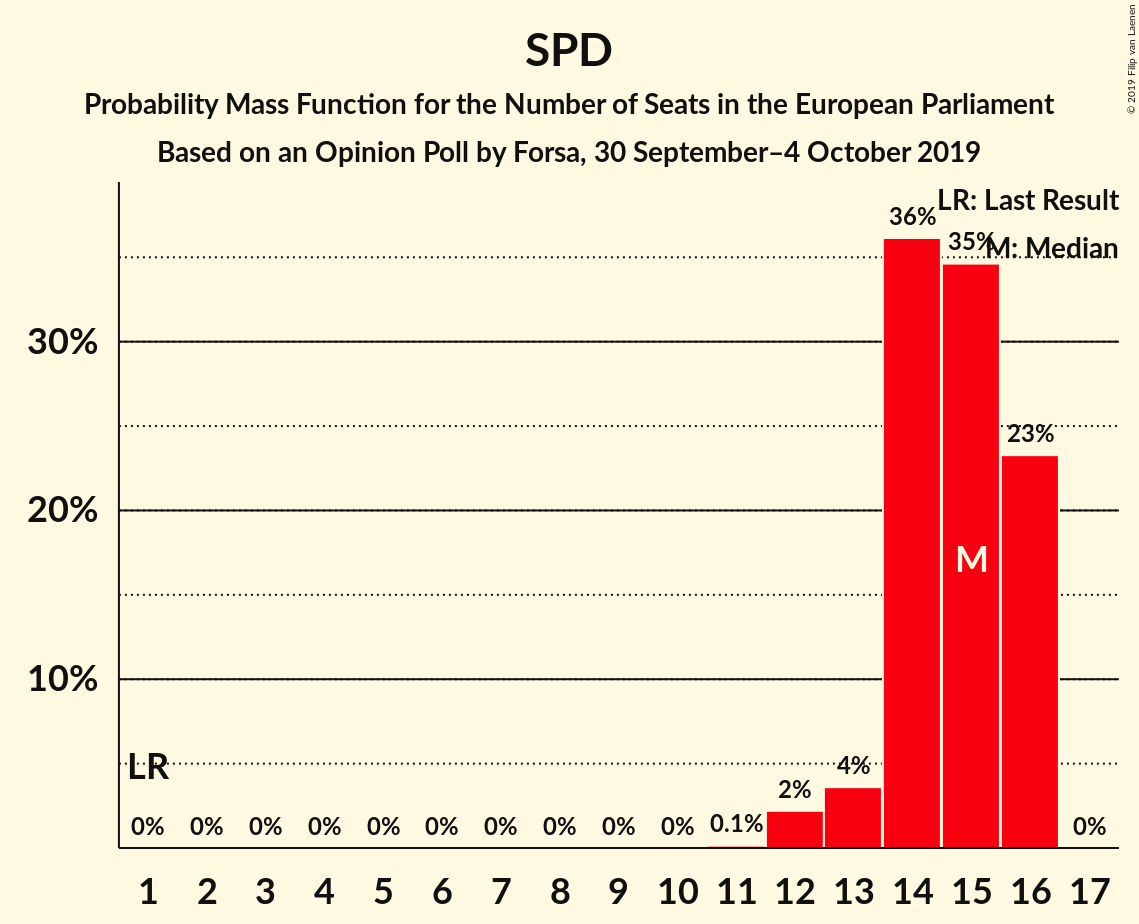 SPD
Probability Mass Function for the Number of Seats in the European Parliament
Based on an Opinion Poll by Forsa, 30 September–4 October 2019
© 2019 Filip van Laenen
LR: Last Result
M: Median
36%
35%
30%
23%
20%
M
10%
LR
4%
2%
0% 0% 0% 0% 0% 0% 0% 0% 0% 0% 0.1% 0%
1 2 3 4 5 6 7 8 9 10 11 12 13 14 15 16 17